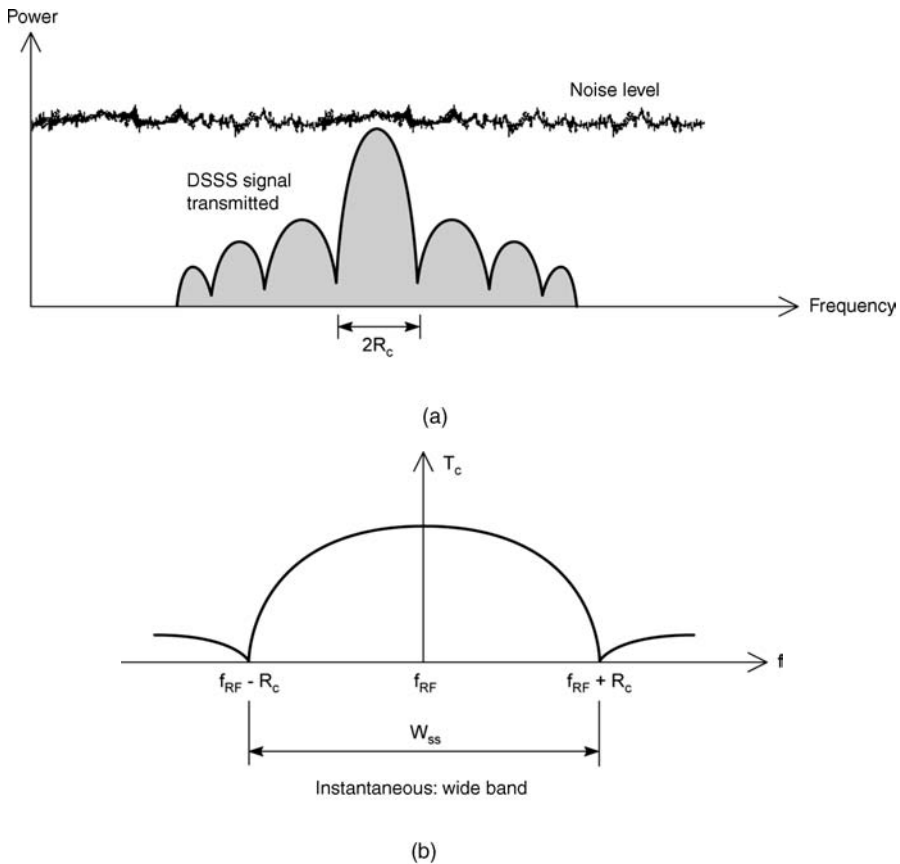 Power
Noise level
DSSS signal
transmitted
Frequency
2Rc
(a)
Tc
f
fRF - Rc
fRF
fRF + Rc
Wss
Instantaneous: wide band
(b)